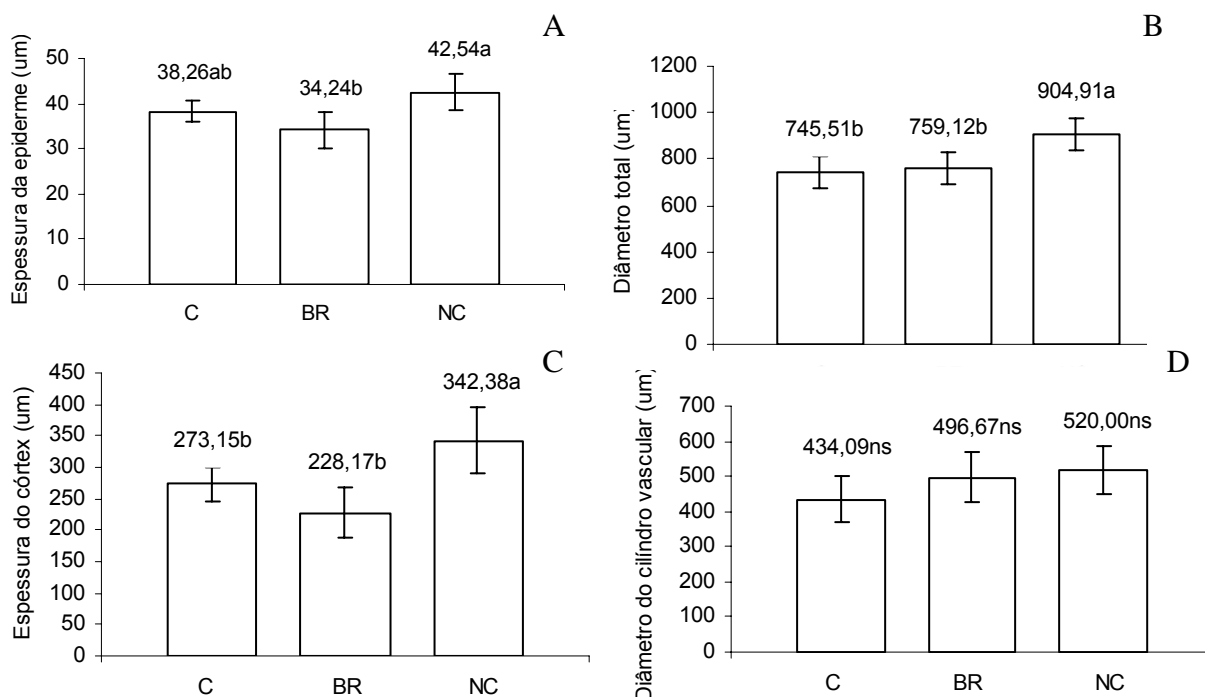 A
Espessura da epiderme (um)
50
40
30
20
10
0
38,26ab
34,24b
42,54a
C
BR
NC
B
Diâmetro total (um)
1200
1000
800
600
400
200
0
745,51b
759,12b
904,91a
C
Espessura do córtex (um)
450
400
350
300
250
200
150
100
50
0
273,15b
228,17b
342,38a
C
BR
NC
D
Diâmetro do cilíndro vascular (um)
700
600
500
400
300
200
100
0
434,09ns
496,67ns
520,00ns
C
BR
NC